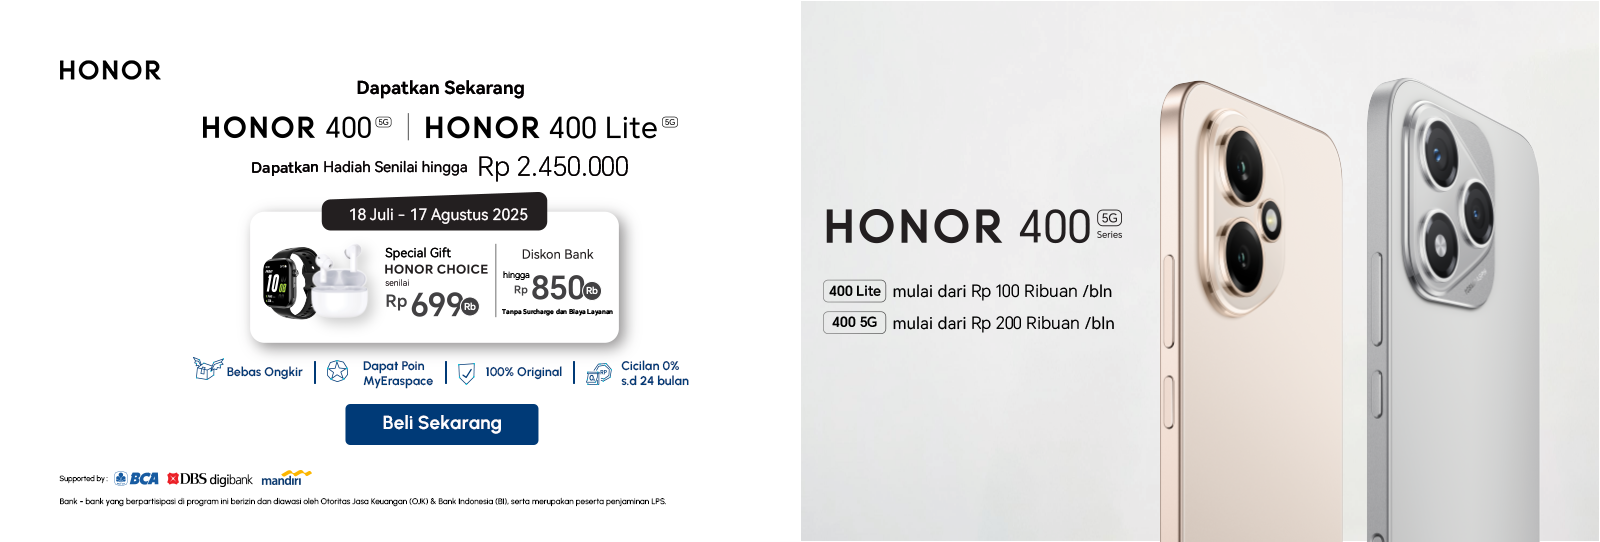 HONOR
Dapatkan Sekarang
HONOR 400 5G | HONOR 400 Lite 5G
Dapatkan Hadiah Senilai hingga Rp 2.450.000
18 Juli - 17 Agustus 2025
Special Gift
HONOR CHOICE
senilai
Rp 699 Rb
Diskon Bank
hingga
Rp 850 Rb
Tanpa Surcharge dan Biaya Layanan
Bebas Ongkir
Dapat Poin
MyEraspace
100% Original
Cicilan 0%
s.d 24 bulan
Beli Sekarang
Supported by : BCA DBS digibank mandiri
Bank - bank yang berpartisipasi di program ini berizin dan diawasi oleh Otoritas Jasa Keuangan (OJK) & Bank Indonesia (BI), serta merupakan peserta penjaminan LPS.
HONOR 400 5G Series
400 Lite mulai dari Rp 100 Ribuan /bln
400 5G mulai dari Rp 200 Ribuan /bln